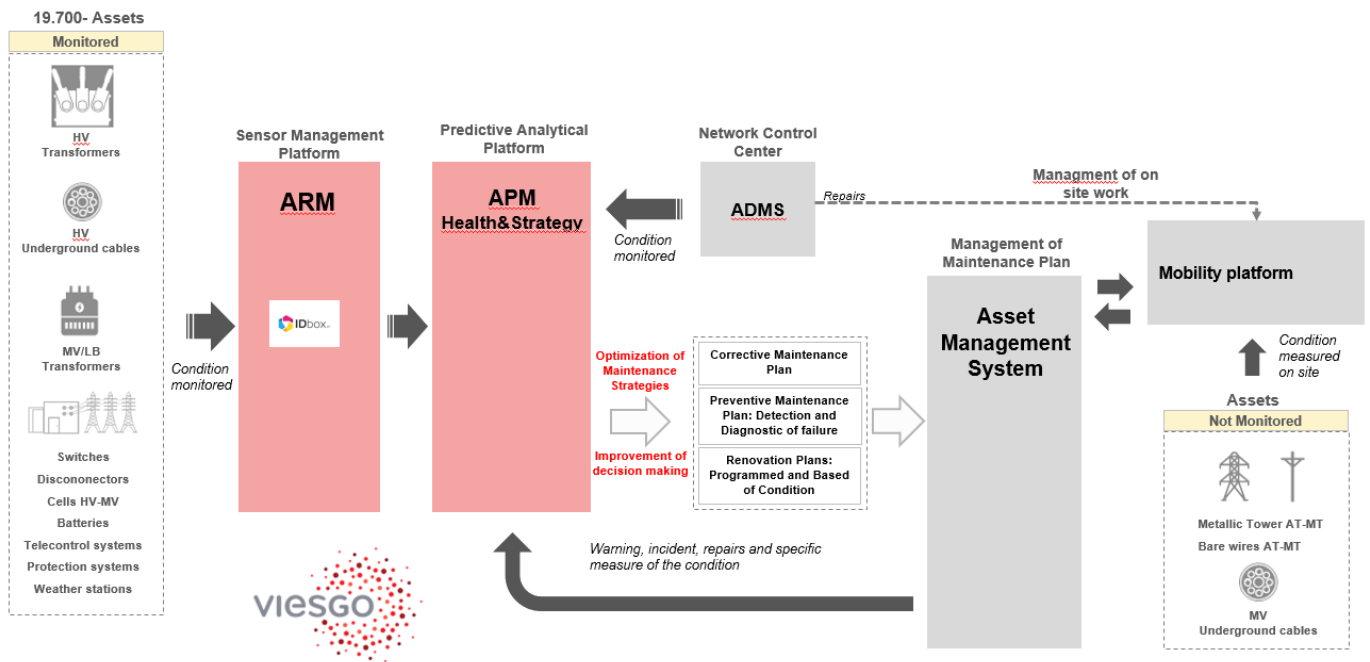 19.700- Assets
Monitored
HV
Transformers
HV
Underground cables
MV/LB
Transformers
Switches
Discononectors
Cells HV-MV
Batteries
Telecontrol systems
Protection systems
Weather stations
Condition
monitored
Sensor Management
Platform
ARM
IDbox
Predictive Analytical
Platform
APM
Health&Strategy
Condition
monitored
Network Control
Center
ADMS
Repairs
Managment of on
site work
Mobility platform
Management of
Maintenance Plan
Asset
Management
System
Optimization of
Maintenance
Strategies
Improvement of
decision making
Corrective Maintenance
Plan
Preventive Maintenance
Plan: Detection and
Diagnostic of failure
Renovation Plans:
Programmed and Based
of Condition
Condition
measured
on site
Assets
Not Monitored
Metallic Tower AT-MT
Bare wires AT-MT
MV
Underground cables
Warning, incident, repairs and specific
measure of the condition
VIESGO